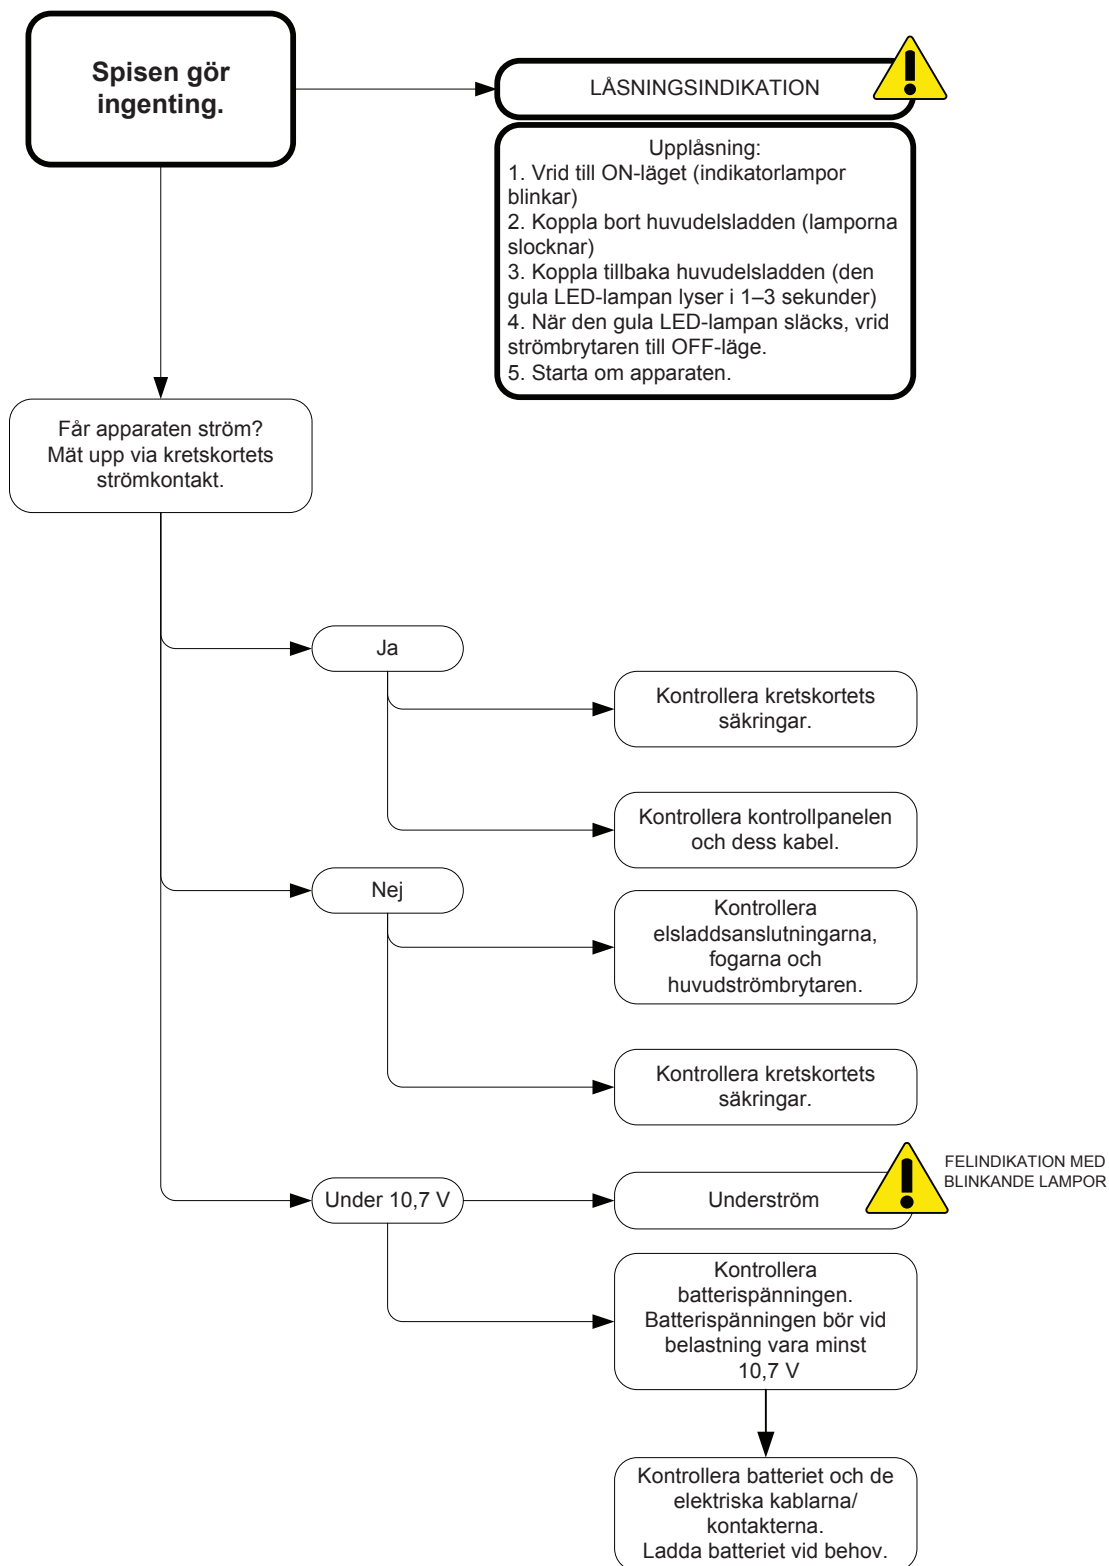 Spisen gör
ingenting.
LÅSNINGSINDIKATION
Upplåsning:
1. Vrid till ON-läget (indikatorlampor
blinkar)
2. Koppla bort huvudelsladden (lamporna
slocknar)
3. Koppla tillbaka huvudelsladden (den
gula LED-lampan lyser i 1–3 sekunder)
4. När den gula LED-lampan släcks, vrid
strömbrytaren till OFF-läge.
5. Starta om apparaten.
Får apparaten ström?
Mät upp via kretskortets
strömkontakt.
Ja
Kontrollera kretskortets
säkringar.
Kontrollera kontrollpanelen
och dess kabel.
Nej
Kontrollera
elsladdsanslutningarna,
fogarna och
huvudströmbrytaren.
Kontrollera kretskortets
säkringar.
Under 10,7 V
Underström
FELINDIKATION MED
BLINKANDE LAMPOR
Kontrollera
batterispänningen.
Batterispänningen bör vid
belastning vara minst
10,7 V
Kontrollera batteriet och de
elektriska kablarna/
kontakterna.
Ladda batteriet vid behov.